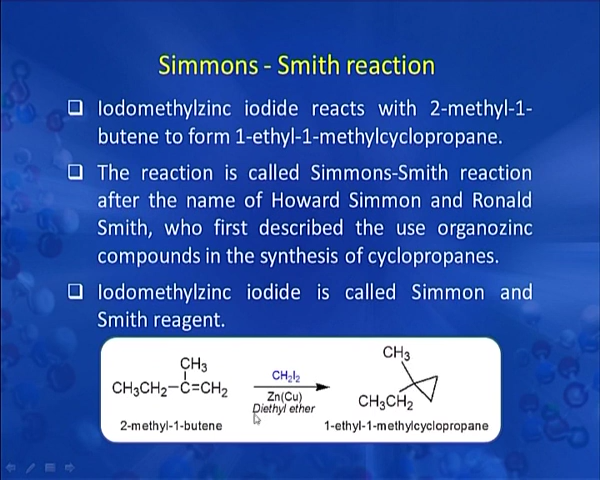 Simmons - Smith reaction
❑ Iodomethylzinc iodide reacts with 2-methyl-1-
butene to form 1-ethyl-1-methylcyclopropane.
❑ The reaction is called Simmons-Smith reaction
after the name of Howard Simmon and Ronald
Smith, who first described the use organozinc
compounds in the synthesis of cyclopropanes.
❑ Iodomethylzinc iodide is called Simmon and
Smith reagent.
CH3
CH3CH2-C=CH2
2-methyl-1-butene
CH2I2
Zn(Cu)
Diethyl ether
CH3
CH3CH2
1-ethyl-1-methylcyclopropane